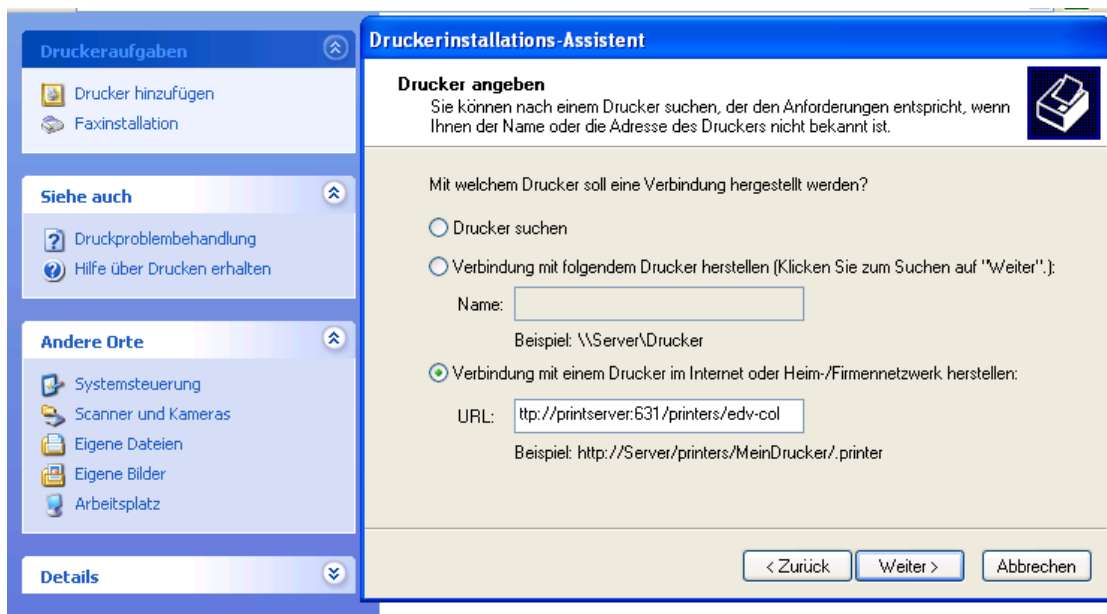 Druckeraufgaben
Drucker hinzufügen
Faxinstallation
Siehe auch
Druckproblembehandlung
Hilfe über Drucken erhalten
Andere Orte
Systemsteuerung
Scanner und Kameras
Eigene Dateien
Eigene Bilder
Arbeitsplatz
Details
Druckerinstallations-Assistent
Drucker angeben
Sie können nach einem Drucker suchen, der den Anforderungen entspricht, wenn
Ihnen der Name oder die Adresse des Druckers nicht bekannt ist.
Mit welchem Drucker soll eine Verbindung hergestellt werden?
Drucker suchen
Verbindung mit folgendem Drucker herstellen (Klicken Sie zum Suchen auf "Weiter".):
Name:
Beispiel: \\Server\Drucker
Verbindung mit einem Drucker im Internet oder Heim-/Firmennetzwerk herstellen:
URL: ttp://printserver:631/printers/edv-col
Beispiel: http://Server/printers/MeinDrucker/.printer
< Zurück Weiter > Abbrechen